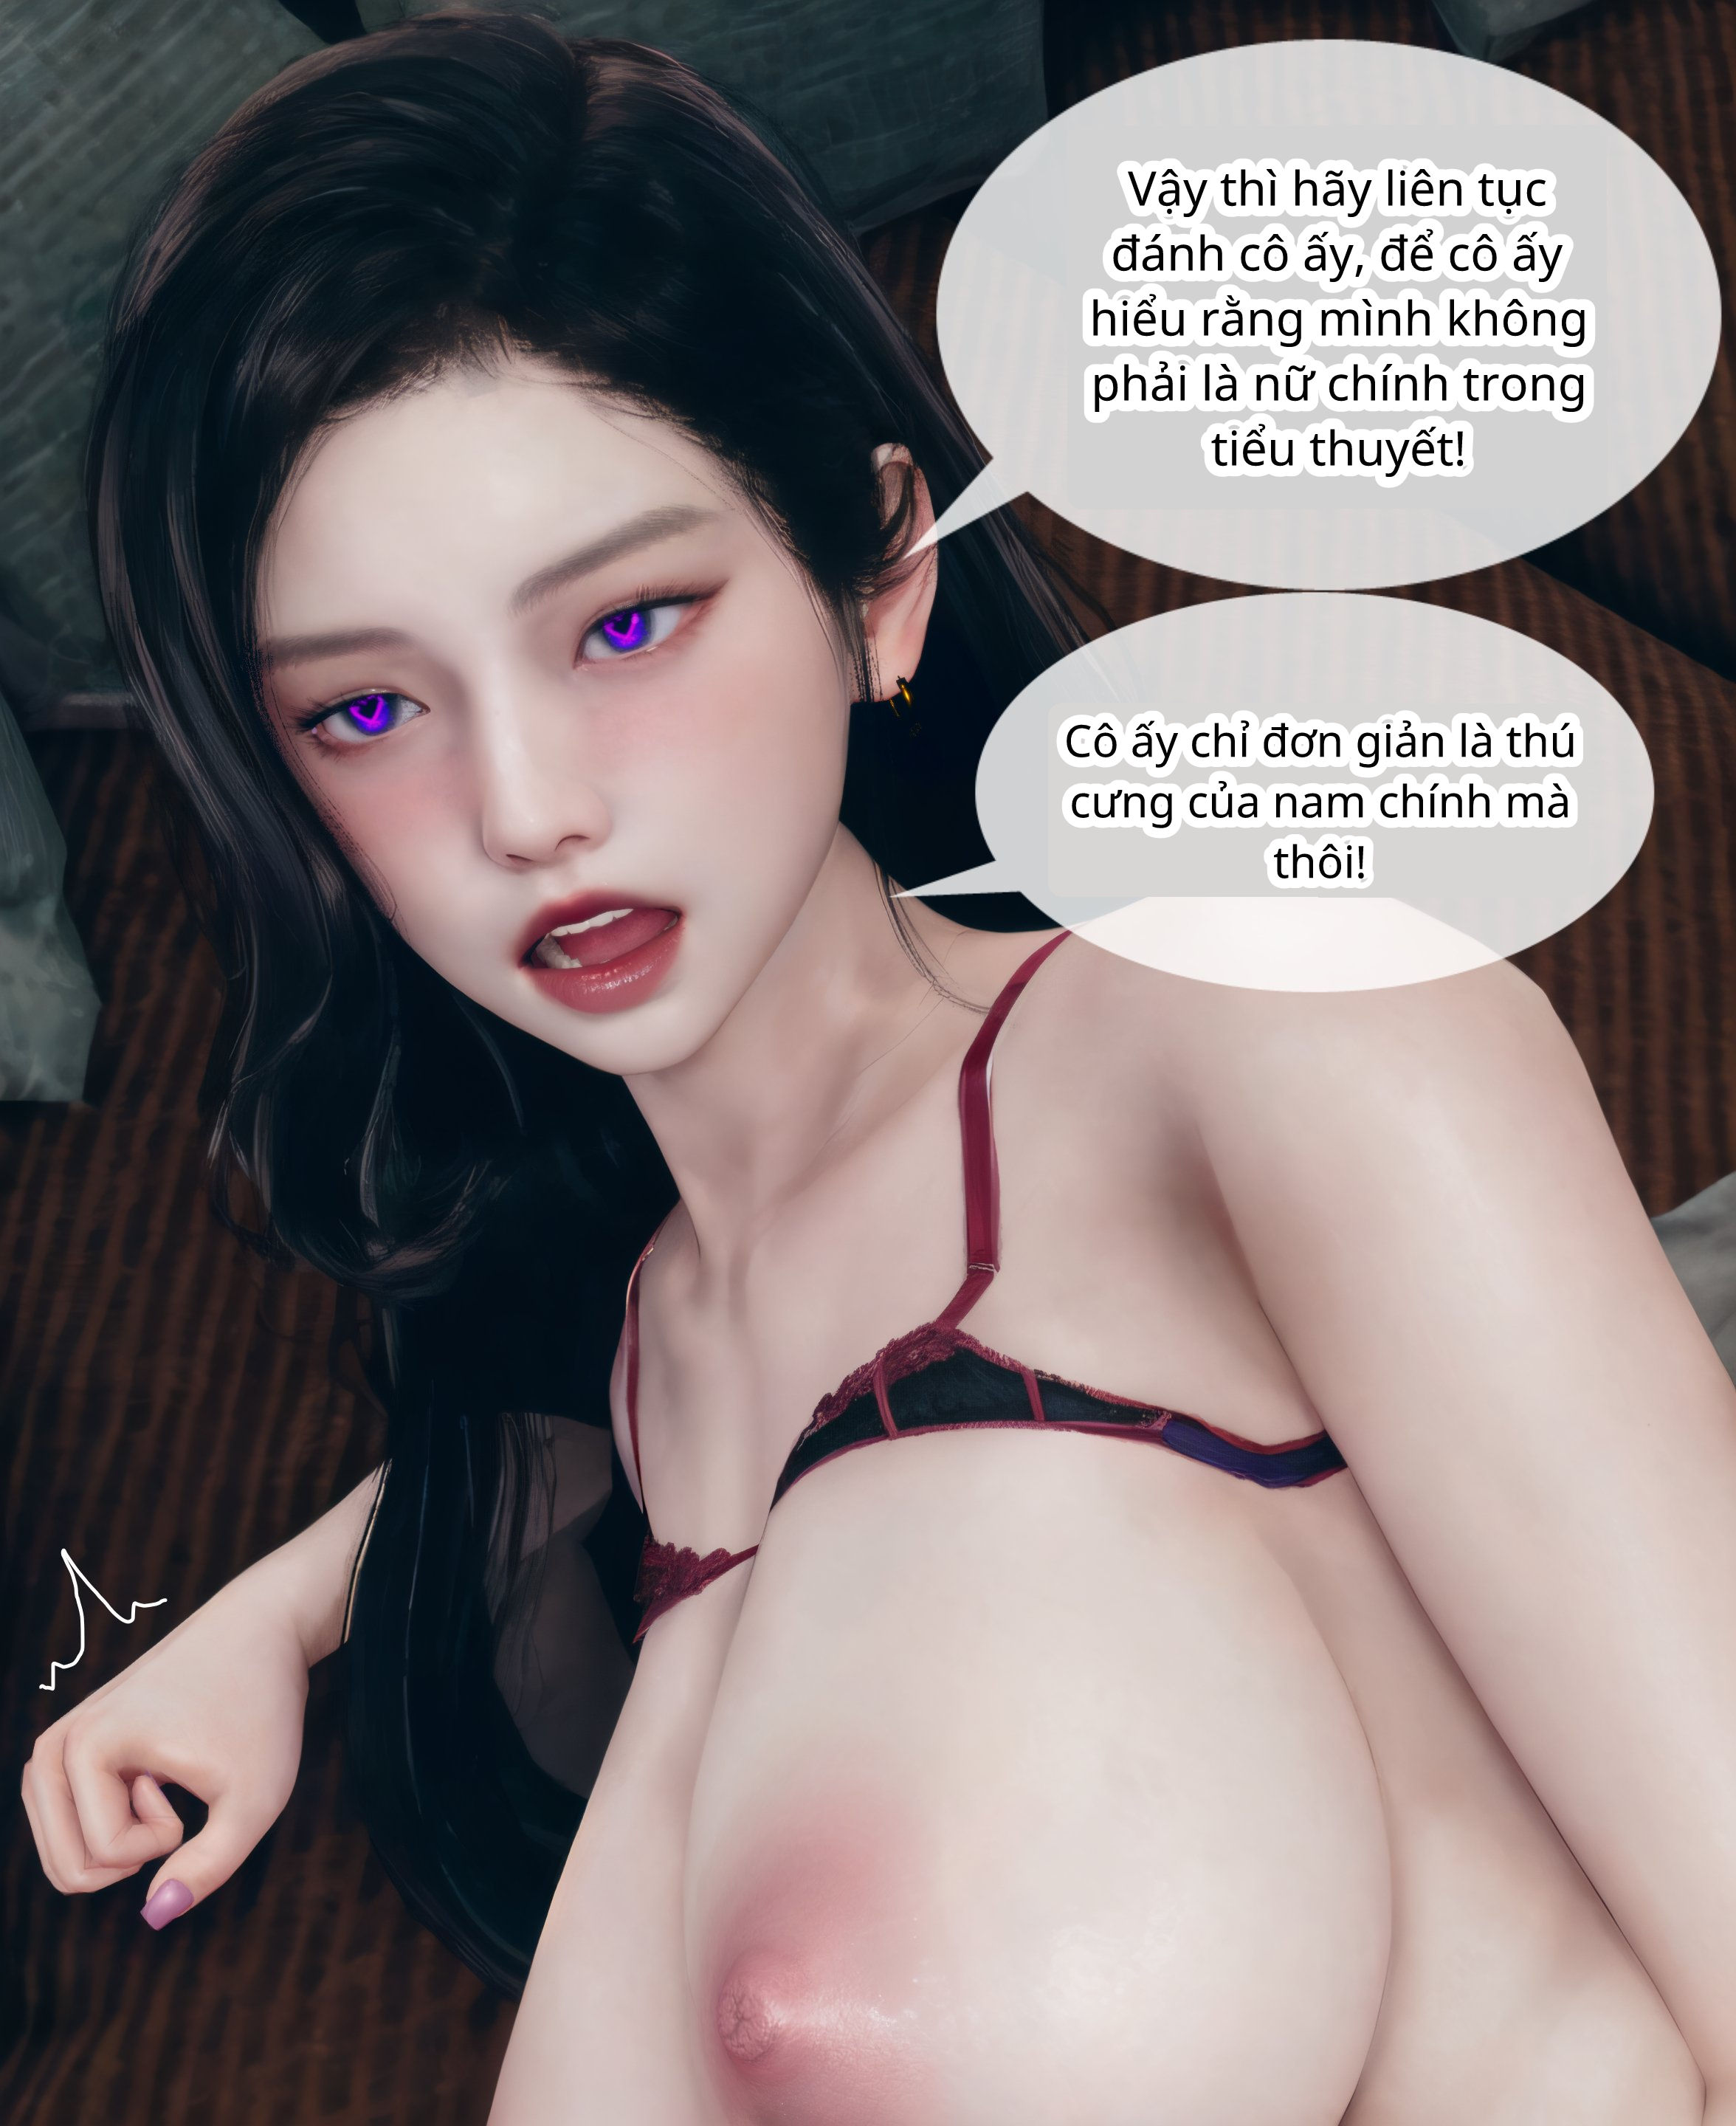 Vậy thì hãy liên tục
đánh cô ấy, để cô ấy
hiểu rằng mình không
phải là nữ chính trong
tiểu thuyết!
Cô ấy chỉ đơn giản là thú
cưng của nam chính mà
thôi!